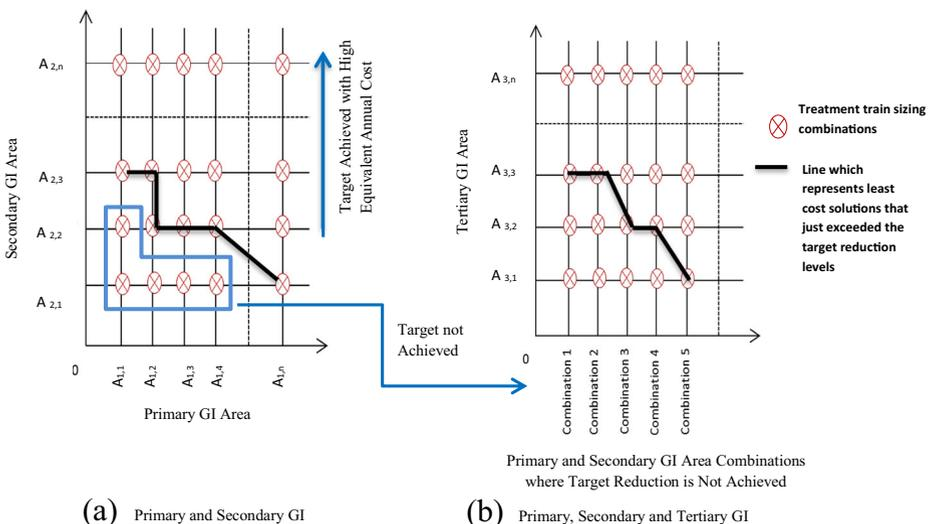 A 2,n
A 2,3
A 2,2
A 2,1
0
A1,1
A1,2
A1,3
A1,4
A1,n
Secondary GI Area
Primary GI Area
Target Achieved with High
Equivalent Annual Cost
Target not
Achieved
(a) Primary and Secondary GI
A 3,n
A 3,3
A 3,2
A 3,1
0
Tertiary GI Area
Combination 1
Combination 2
Combination 3
Combination 4
Combination 5
Primary and Secondary GI Area Combinations
where Target Reduction is Not Achieved
(b) Primary, Secondary and Tertiary GI
Treatment train sizing
combinations
Line which
represents least
cost solutions that
just exceeded the
target reduction
levels